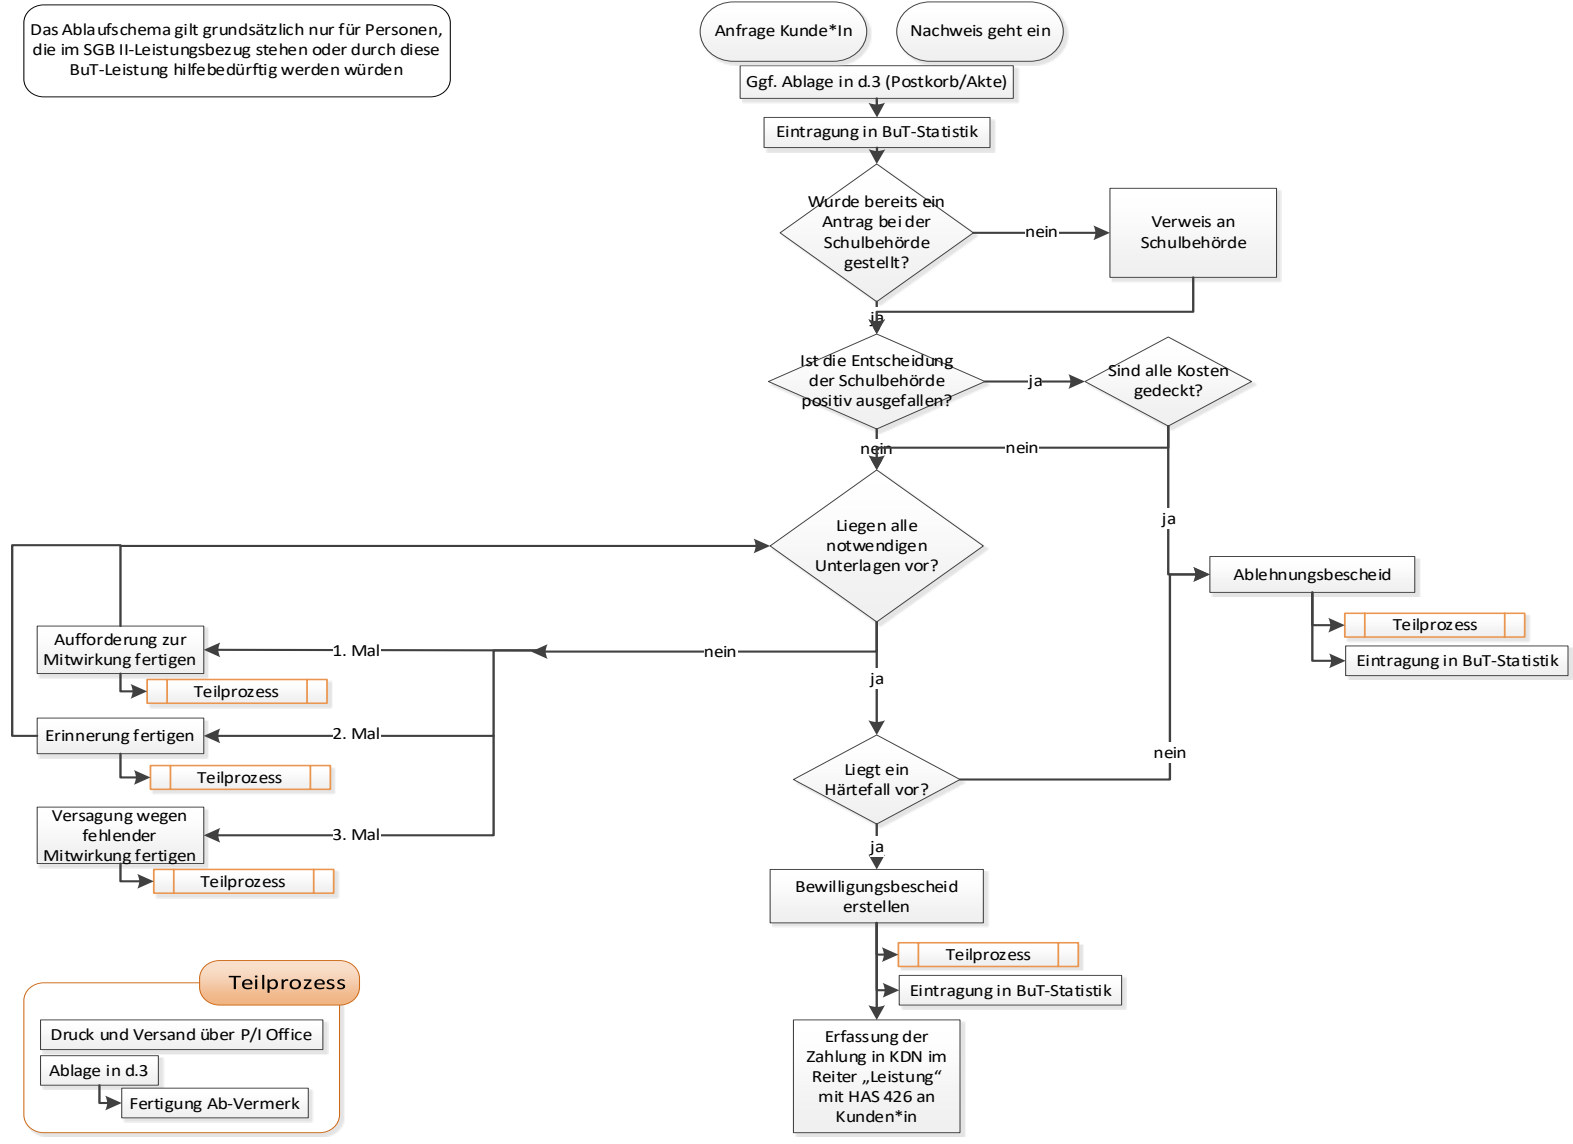 Das Ablaufschema gilt grundsätzlich nur für Personen,
die im SGB II-Leistungsbezug stehen oder durch diese
BuT-Leistung hilfebedürftig werden würden
Anfrage Kunde*In
Nachweis geht ein
Ggf. Ablage in d.3 (Postkorb/Akte)
Eintragung in BuT-Statistik
Wurde bereits ein
Antrag bei der
Schulbehörde
gestellt?
nein
Verweis an
Schulbehörde
ja
Ist die Entscheidung
der Schulbehörde
positiv ausgefallen?
ja
Sind alle Kosten
gedeckt?
nein
nein
ja
Liegen alle
notwendigen
Unterlagen vor?
Ablehnungsbescheid
Teilprozess
Eintragung in BuT-Statistik
nein
1. Mal
Aufforderung zur
Mitwirkung fertigen
Teilprozess
2. Mal
Erinnerung fertigen
Teilprozess
3. Mal
Versagung wegen
fehlender
Mitwirkung fertigen
Teilprozess
ja
Liegt ein
Härtefall vor?
nein
ja
Bewilligungsbescheid
erstellen
Teilprozess
Eintragung in BuT-Statistik
Erfassung der
Zahlung in KDN im
Reiter „Leistung“
mit HAS 426 an
Kunden*in
Teilprozess
Druck und Versand über P/I Office
Ablage in d.3
Fertigung Ab-Vermerk